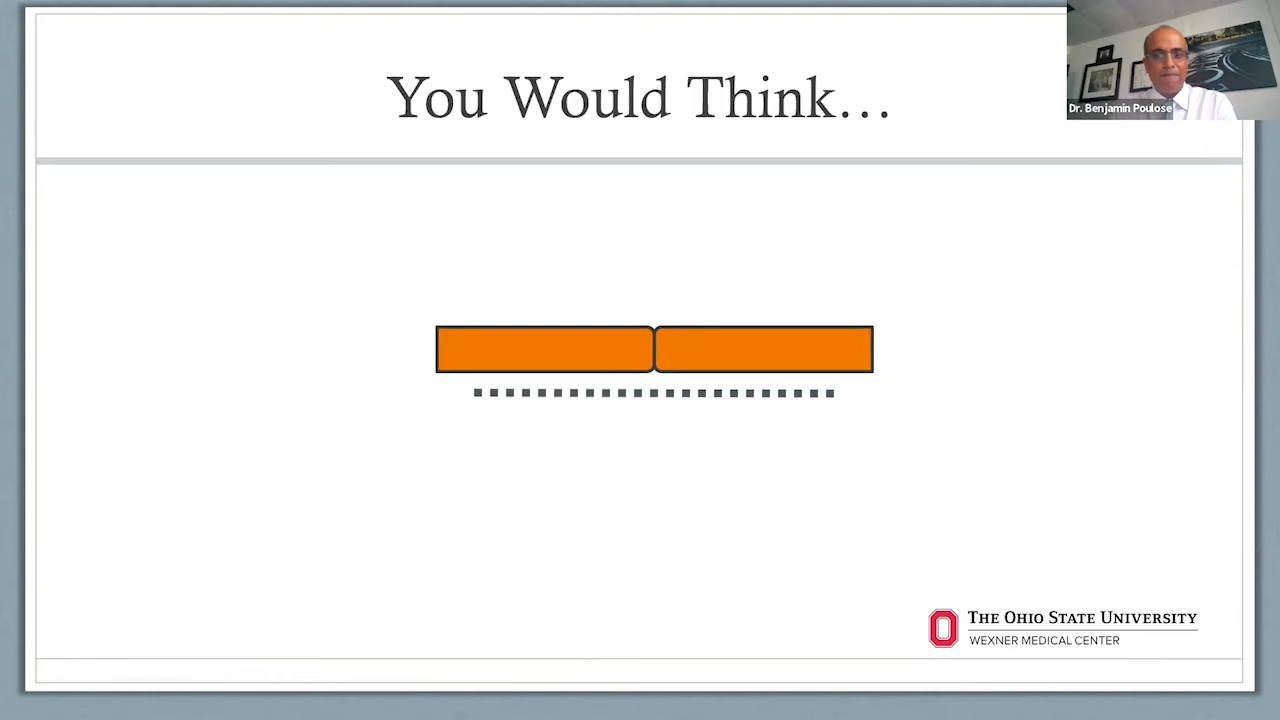 You Would Think…
Dr. Benjamin Poulose
THE OHIO STATE UNIVERSITY
WEXNER MEDICAL CENTER